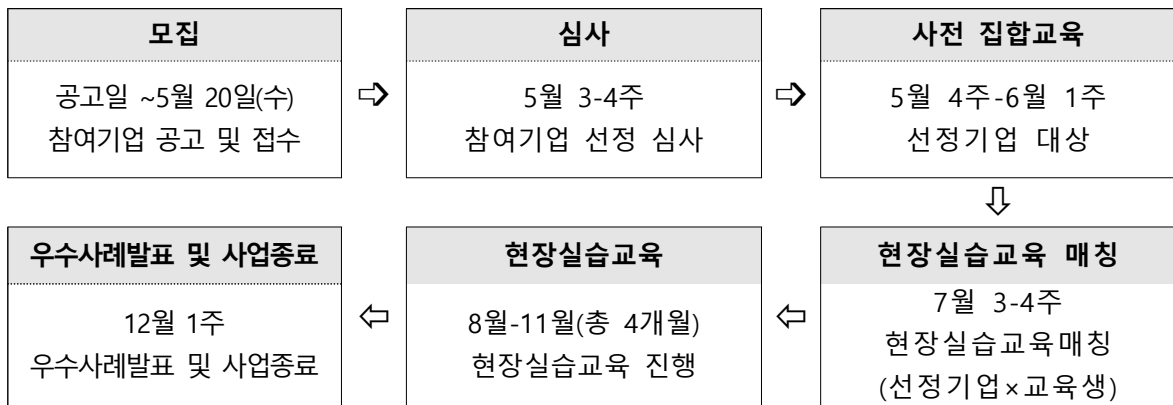 모집
공고일 ~5월 20일(수)
참여기업 공고 및 접수
심사
5월 3-4주
참여기업 선정 심사
사전 집합교육
5월 4주-6월 1주
선정기업 대상
현장실습교육 매칭
7월 3-4주
현장실습교육매칭
(선정기업×교육생)
현장실습교육
8월-11월(총 4개월)
현장실습교육 진행
우수사례발표 및 사업종료
12월 1주
우수사례발표 및 사업종료